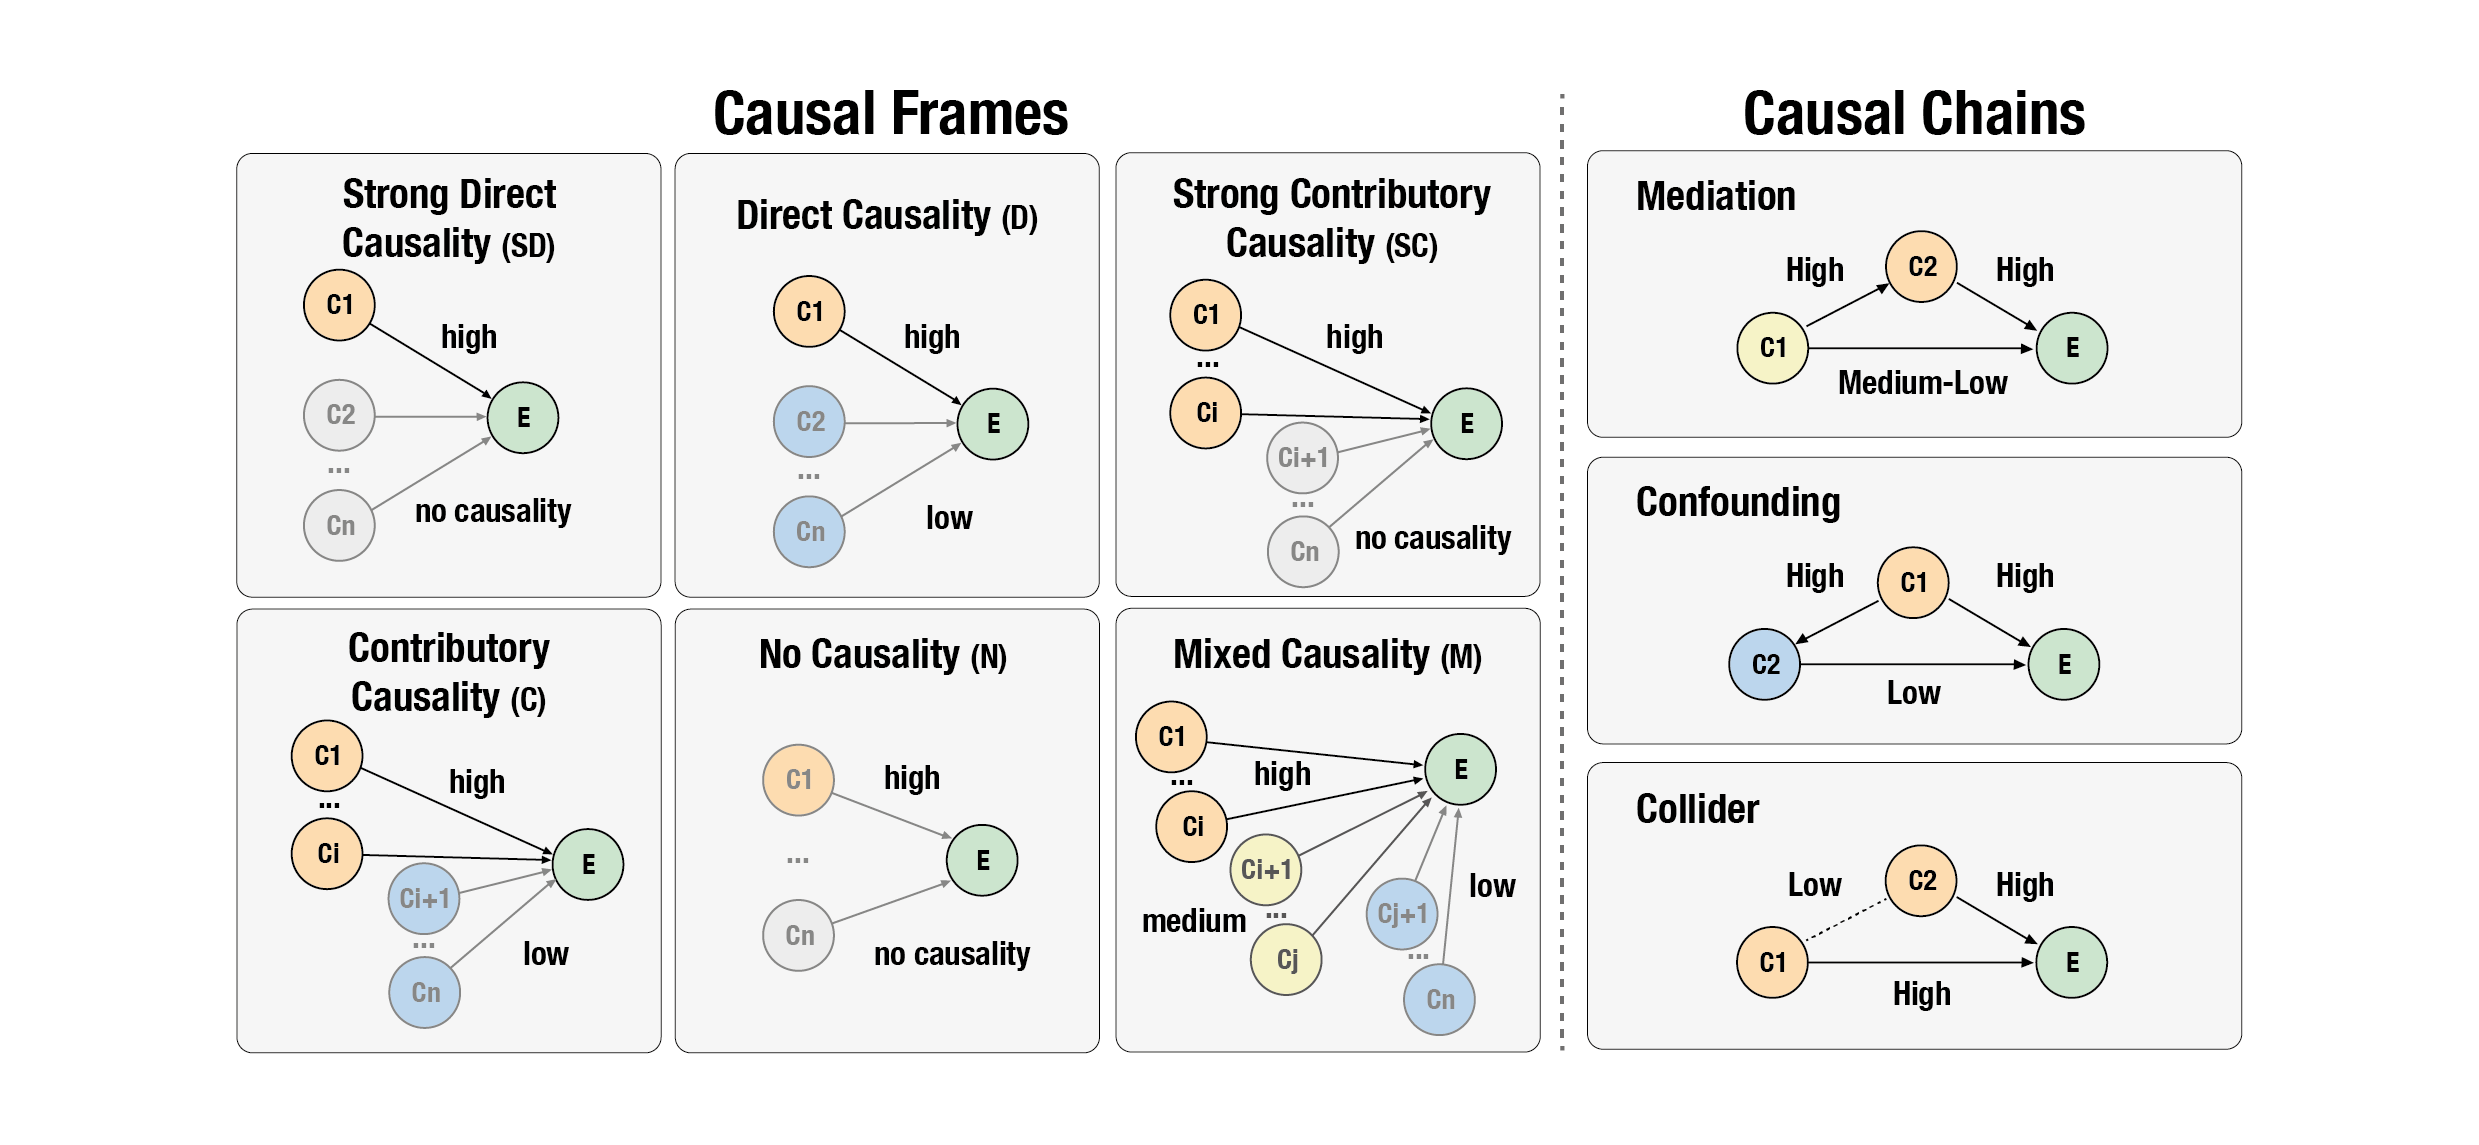 Causal Frames
Strong Direct
Causality (SD)
C1
high
C2
E
...
Cn
no causality
Direct Causality (D)
C1
high
C2
E
...
Cn
low
Strong Contributory
Causality (SC)
C1
high
...
Ci
E
Ci+1
...
Cn
no causality
Contributory
Causality (C)
C1
high
...
Ci
E
Ci+1
...
low
Cn
No Causality (N)
C1
high
...
E
Cn
no causality
Mixed Causality (M)
C1
E
high
...
Ci
Ci+1
low
medium
...
Cj+1
Cj
...
Cn
Causal Chains
Mediation
High
C2
High
C1
E
Medium-Low
Confounding
High
C1
High
C2
E
Low
Collider
Low
C2
High
C1
E
High